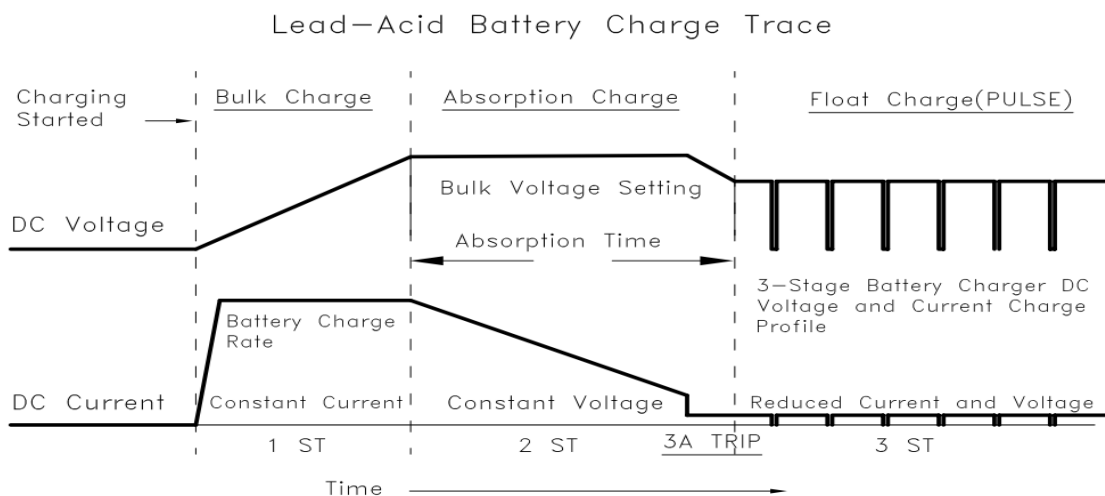 Lead-Acid Battery Charge Trace
Charging
Started
Bulk Charge
Absorption Charge
Float Charge(PULSE)
DC Voltage
Bulk Voltage Setting
Absorption Time
3-Stage Battery Charger DC
Voltage and Current Charge
Profile
Battery Charge
Rate
DC Current
Constant Current
Constant Voltage
Reduced Current and Voltage
1 ST
2 ST
3A TRIP
3 ST
Time